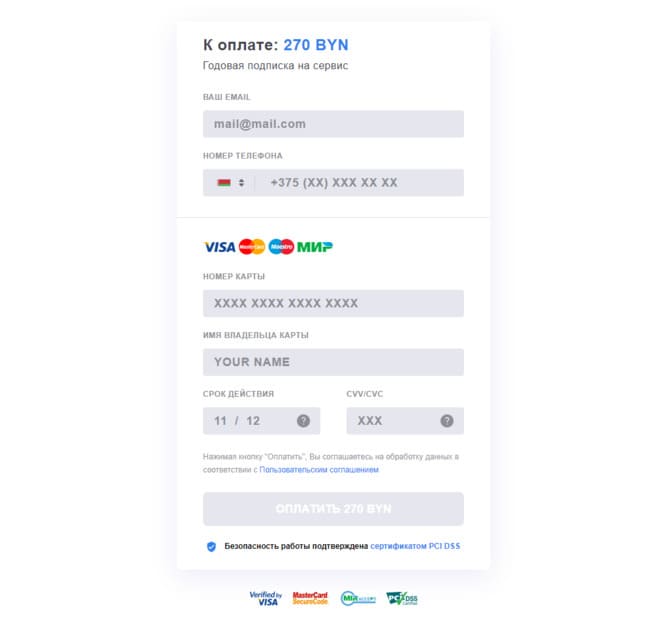 К оплате: 270 BYN
Годовая подписка на сервис
ВАШ EMAIL
mail@mail.com
НОМЕР ТЕЛЕФОНА
+375 (XX) XXX XX XX
VISA MasterCard Maestro МИР
НОМЕР КАРТЫ
XXXX XXXX XXXX XXXX
ИМЯ ВЛАДЕЛЬЦА КАРТЫ
YOUR NAME
СРОК ДЕЙСТВИЯ CVV/CVC
11 / 12 ? XXX ?
Нажимая кнопку "Оплатить", Вы соглашаетесь на обработку данных в
соответствии с Пользовательским соглашением
ОПЛАТИТЬ 270 BYN
Безопасность работы подтверждена сертификатом PCI DSS
Verified by MasterCard MIR ACCEPT PCI DSS
VISA SecureCode